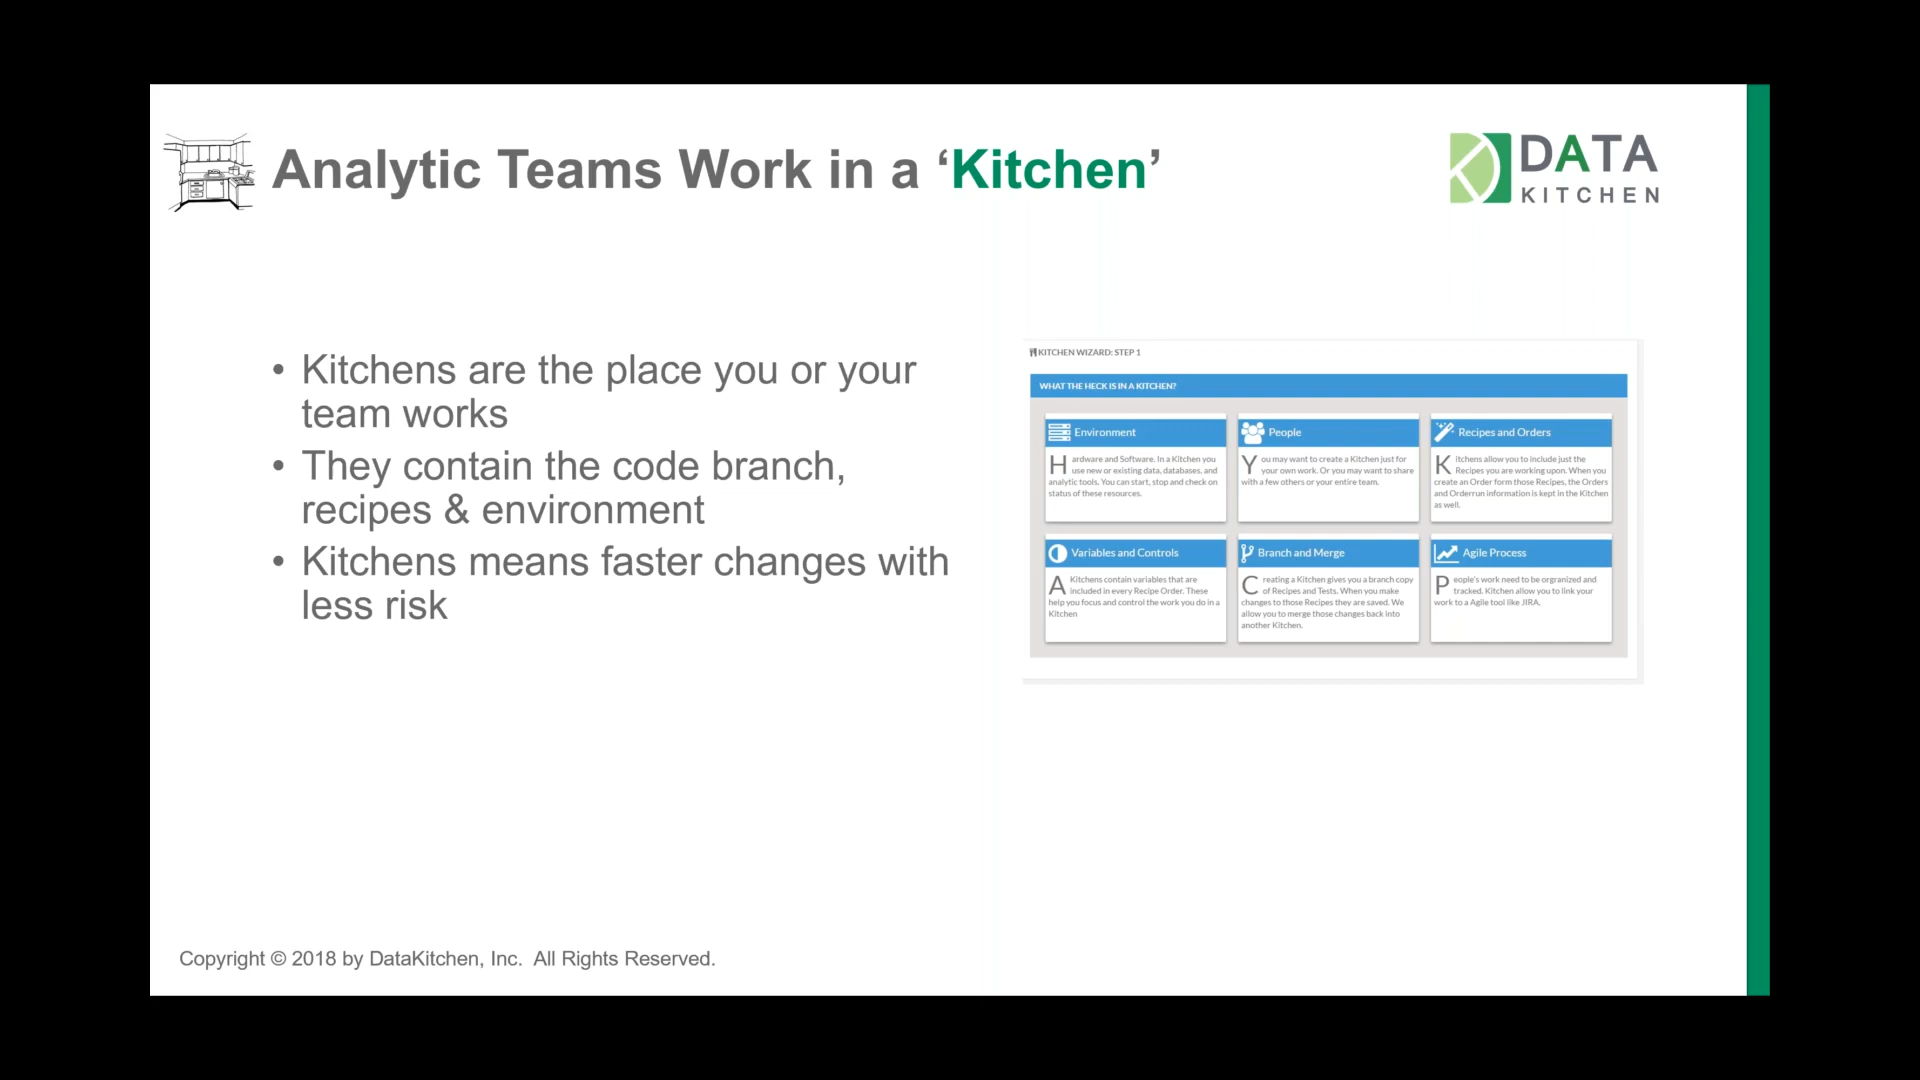 Analytic Teams Work in a ‘Kitchen’
DATA
KITCHEN
• Kitchens are the place you or your
team works
• They contain the code branch,
recipes & environment
• Kitchens means faster changes with
less risk
KITCHEN WIZARD: STEP 1
WHAT THE HECK IS IN A KITCHEN?
Environment
Hardware and Software. In a Kitchen you
use new or existing data, databases, and
analytic tools. You can start, stop and check on
status of these resources.
People
You may want to create a Kitchen just for
your own work. Or you may want to share
with a few others or your entire team.
Recipes and Orders
Kitchens allow you to include just the
Recipes you are working upon. When you
create an Order form those Recipes, the Orders
and Orderrun information is kept in the Kitchen
as well.
Variables and Controls
A Kitchens contain variables that are
included in every Recipe Order. These
help you focus and control the work you do in a
Kitchen
Branch and Merge
Creating a Kitchen gives you a branch copy
of Recipes and Tests. When you make
changes to those Recipes they are saved. We
allow you to merge those changes back into
another Kitchen.
Agile Process
People's work need to be orgranized and
tracked. Kitchen allow you to link your
work to a Agile tool like JIRA.
Copyright © 2018 by DataKitchen, Inc. All Rights Reserved.